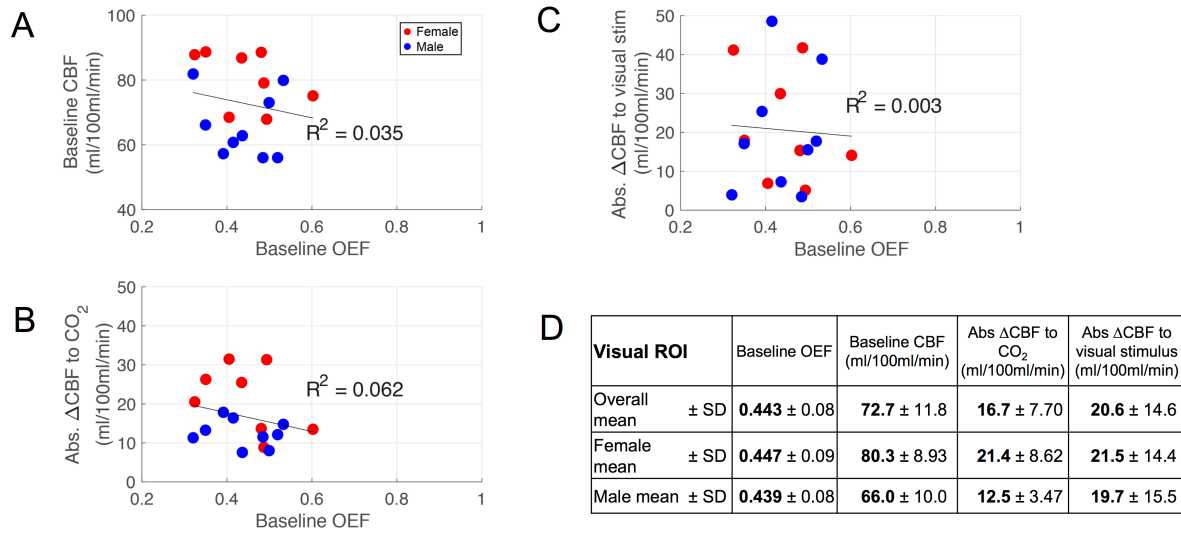 A
Baseline CBF
(ml/100ml/min)
100
80
60
40
Female
Male
R² = 0.035
0.2 0.4 0.6 0.8 1
Baseline OEF
B
Abs. ΔCBF to CO₂
(ml/100ml/min)
50
40
30
20
10
0
R² = 0.062
0.2 0.4 0.6 0.8 1
Baseline OEF
C
Abs. ΔCBF to visual stim
(ml/100ml/min)
50
40
30
20
10
0
R² = 0.003
0.2 0.4 0.6 0.8 1
Baseline OEF
D
Visual ROI
Baseline OEF
Baseline CBF
(ml/100ml/min)
Abs ΔCBF to
CO₂
(ml/100ml/min)
Abs ΔCBF to
visual stimulus
(ml/100ml/min)
Overall
mean ± SD 0.443 ± 0.08 72.7 ± 11.8 16.7 ± 7.70 20.6 ± 14.6
Female
mean ± SD 0.447 ± 0.09 80.3 ± 8.93 21.4 ± 8.62 21.5 ± 14.4
Male mean ± SD 0.439 ± 0.08 66.0 ± 10.0 12.5 ± 3.47 19.7 ± 15.5